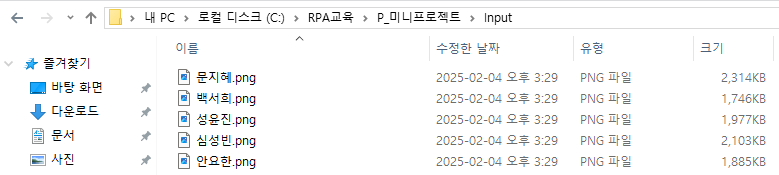 내 PC > 로컬 디스크 (C:) > RPA교육 > P_미니프로젝트 > Input
이름 수정한 날짜 유형 크기
즐겨찾기
바탕 화면
다운로드
문서
사진
문지혜.png 2025-02-04 오후 3:29 PNG 파일 2,314KB
백서희.png 2025-02-04 오후 3:29 PNG 파일 1,746KB
성윤진.png 2025-02-04 오후 3:29 PNG 파일 1,977KB
심성빈.png 2025-02-04 오후 3:29 PNG 파일 2,103KB
안요한.png 2025-02-04 오후 3:29 PNG 파일 1,885KB